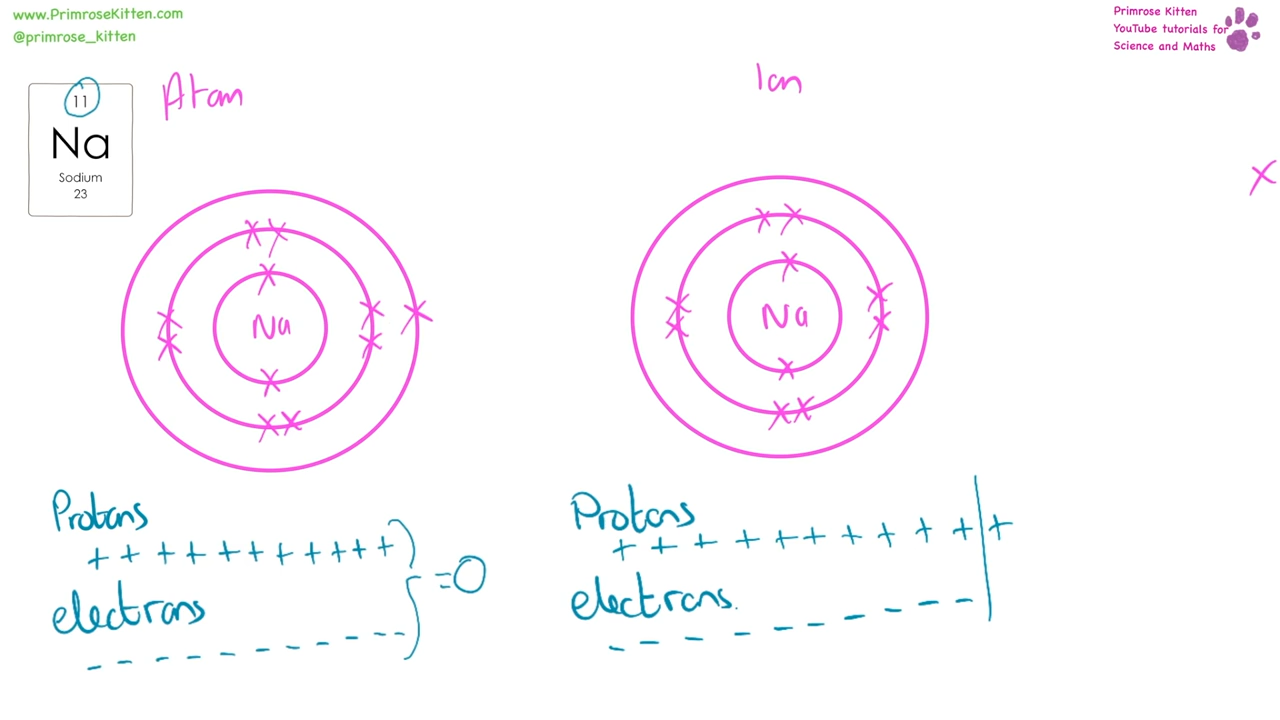 www.PrimroseKitten.com
@primrose_kitten
Primrose Kitten
YouTube tutorials for
Science and Maths
11
Na
Sodium
23
Atom
Ion
Na
Na
Protons
+ + + + + + + + + + +
electrons
- - - - - - - - - - -
=0
Protons
+ + + + + + + + + + +
electrons.
- - - - - - - - - -